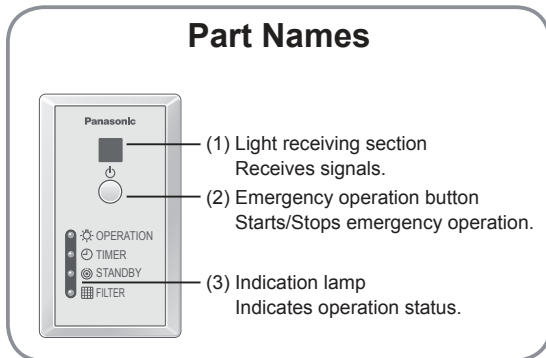 Part Names
Panasonic
(1) Light receiving section
Receives signals.
(2) Emergency operation button
Starts/Stops emergency operation.
OPERATION
TIMER
STANDBY
FILTER
(3) Indication lamp
Indicates operation status.